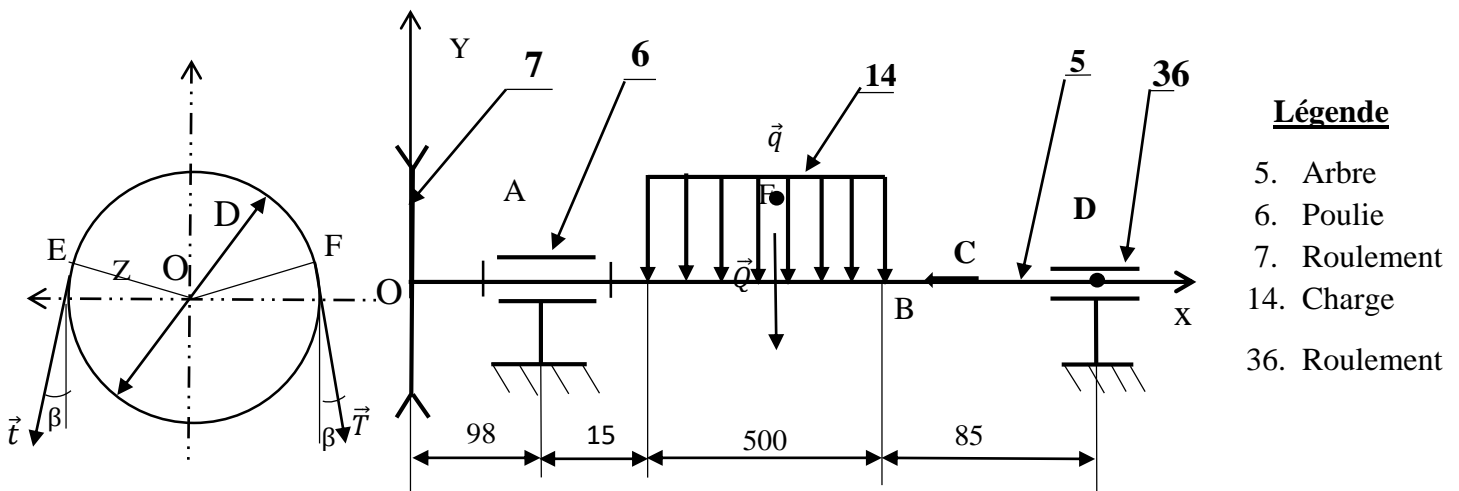 Y
7
6
14
5
36
q
F
A
D
D
E
F
Z
O
O
C
Q
B
x
β
β
t
T
98
15
500
85
Légende
5. Arbre
6. Poulie
7. Roulement
14. Charge
36. Roulement